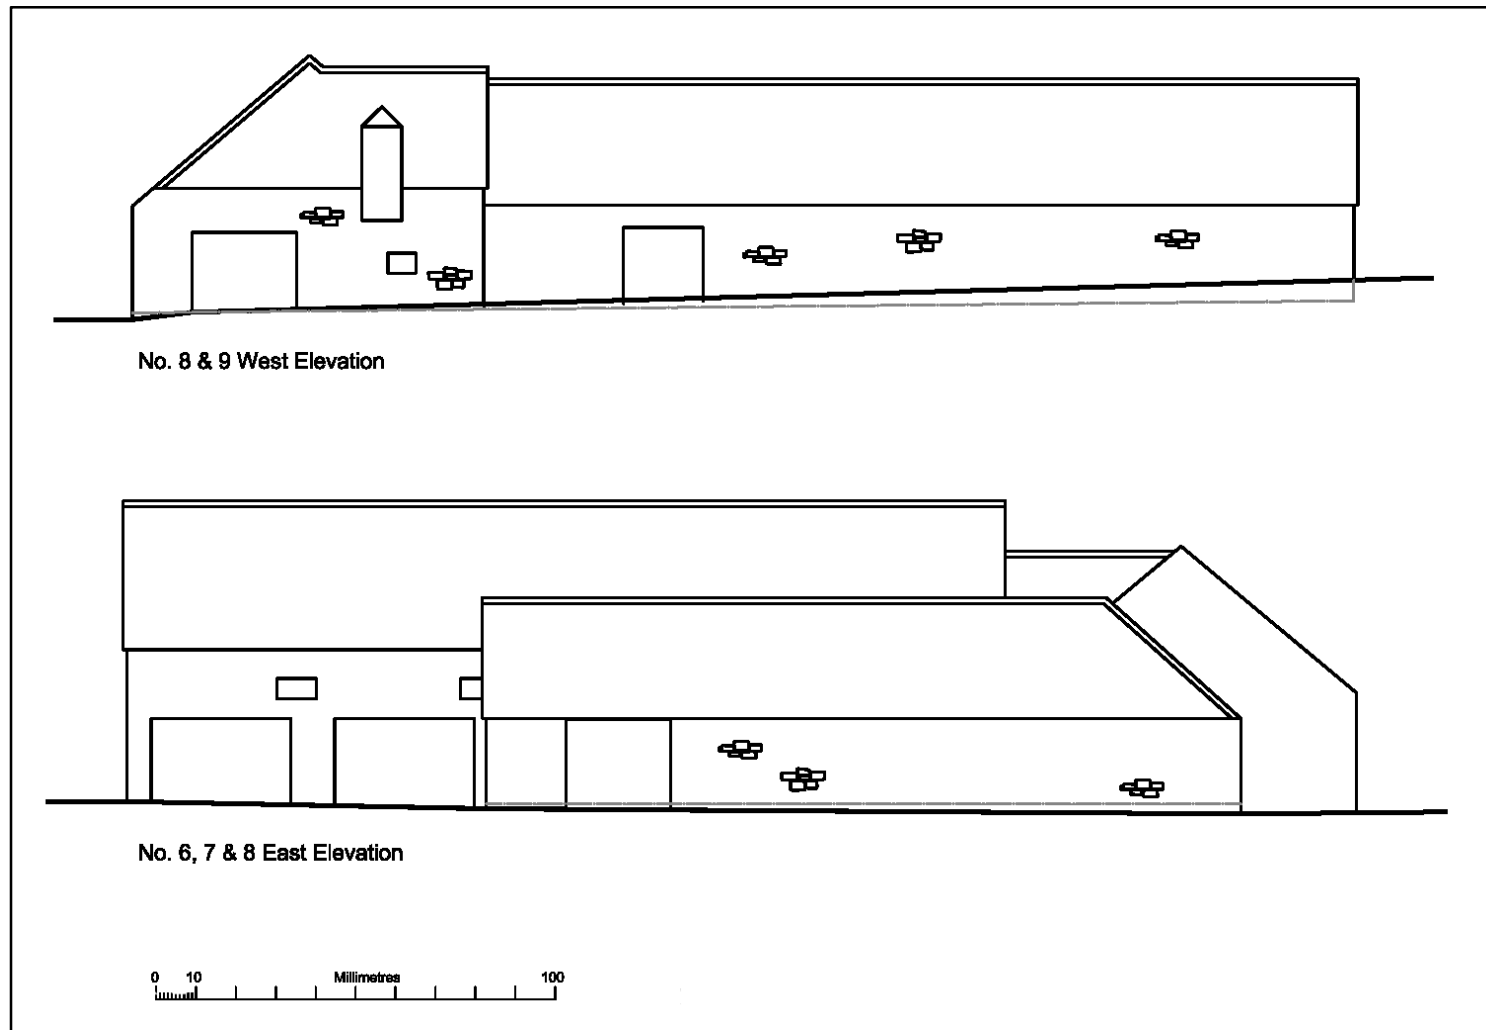 No. 8 & 9 West Elevation
No. 6, 7 & 8 East Elevation
0 10 Millimetres 100